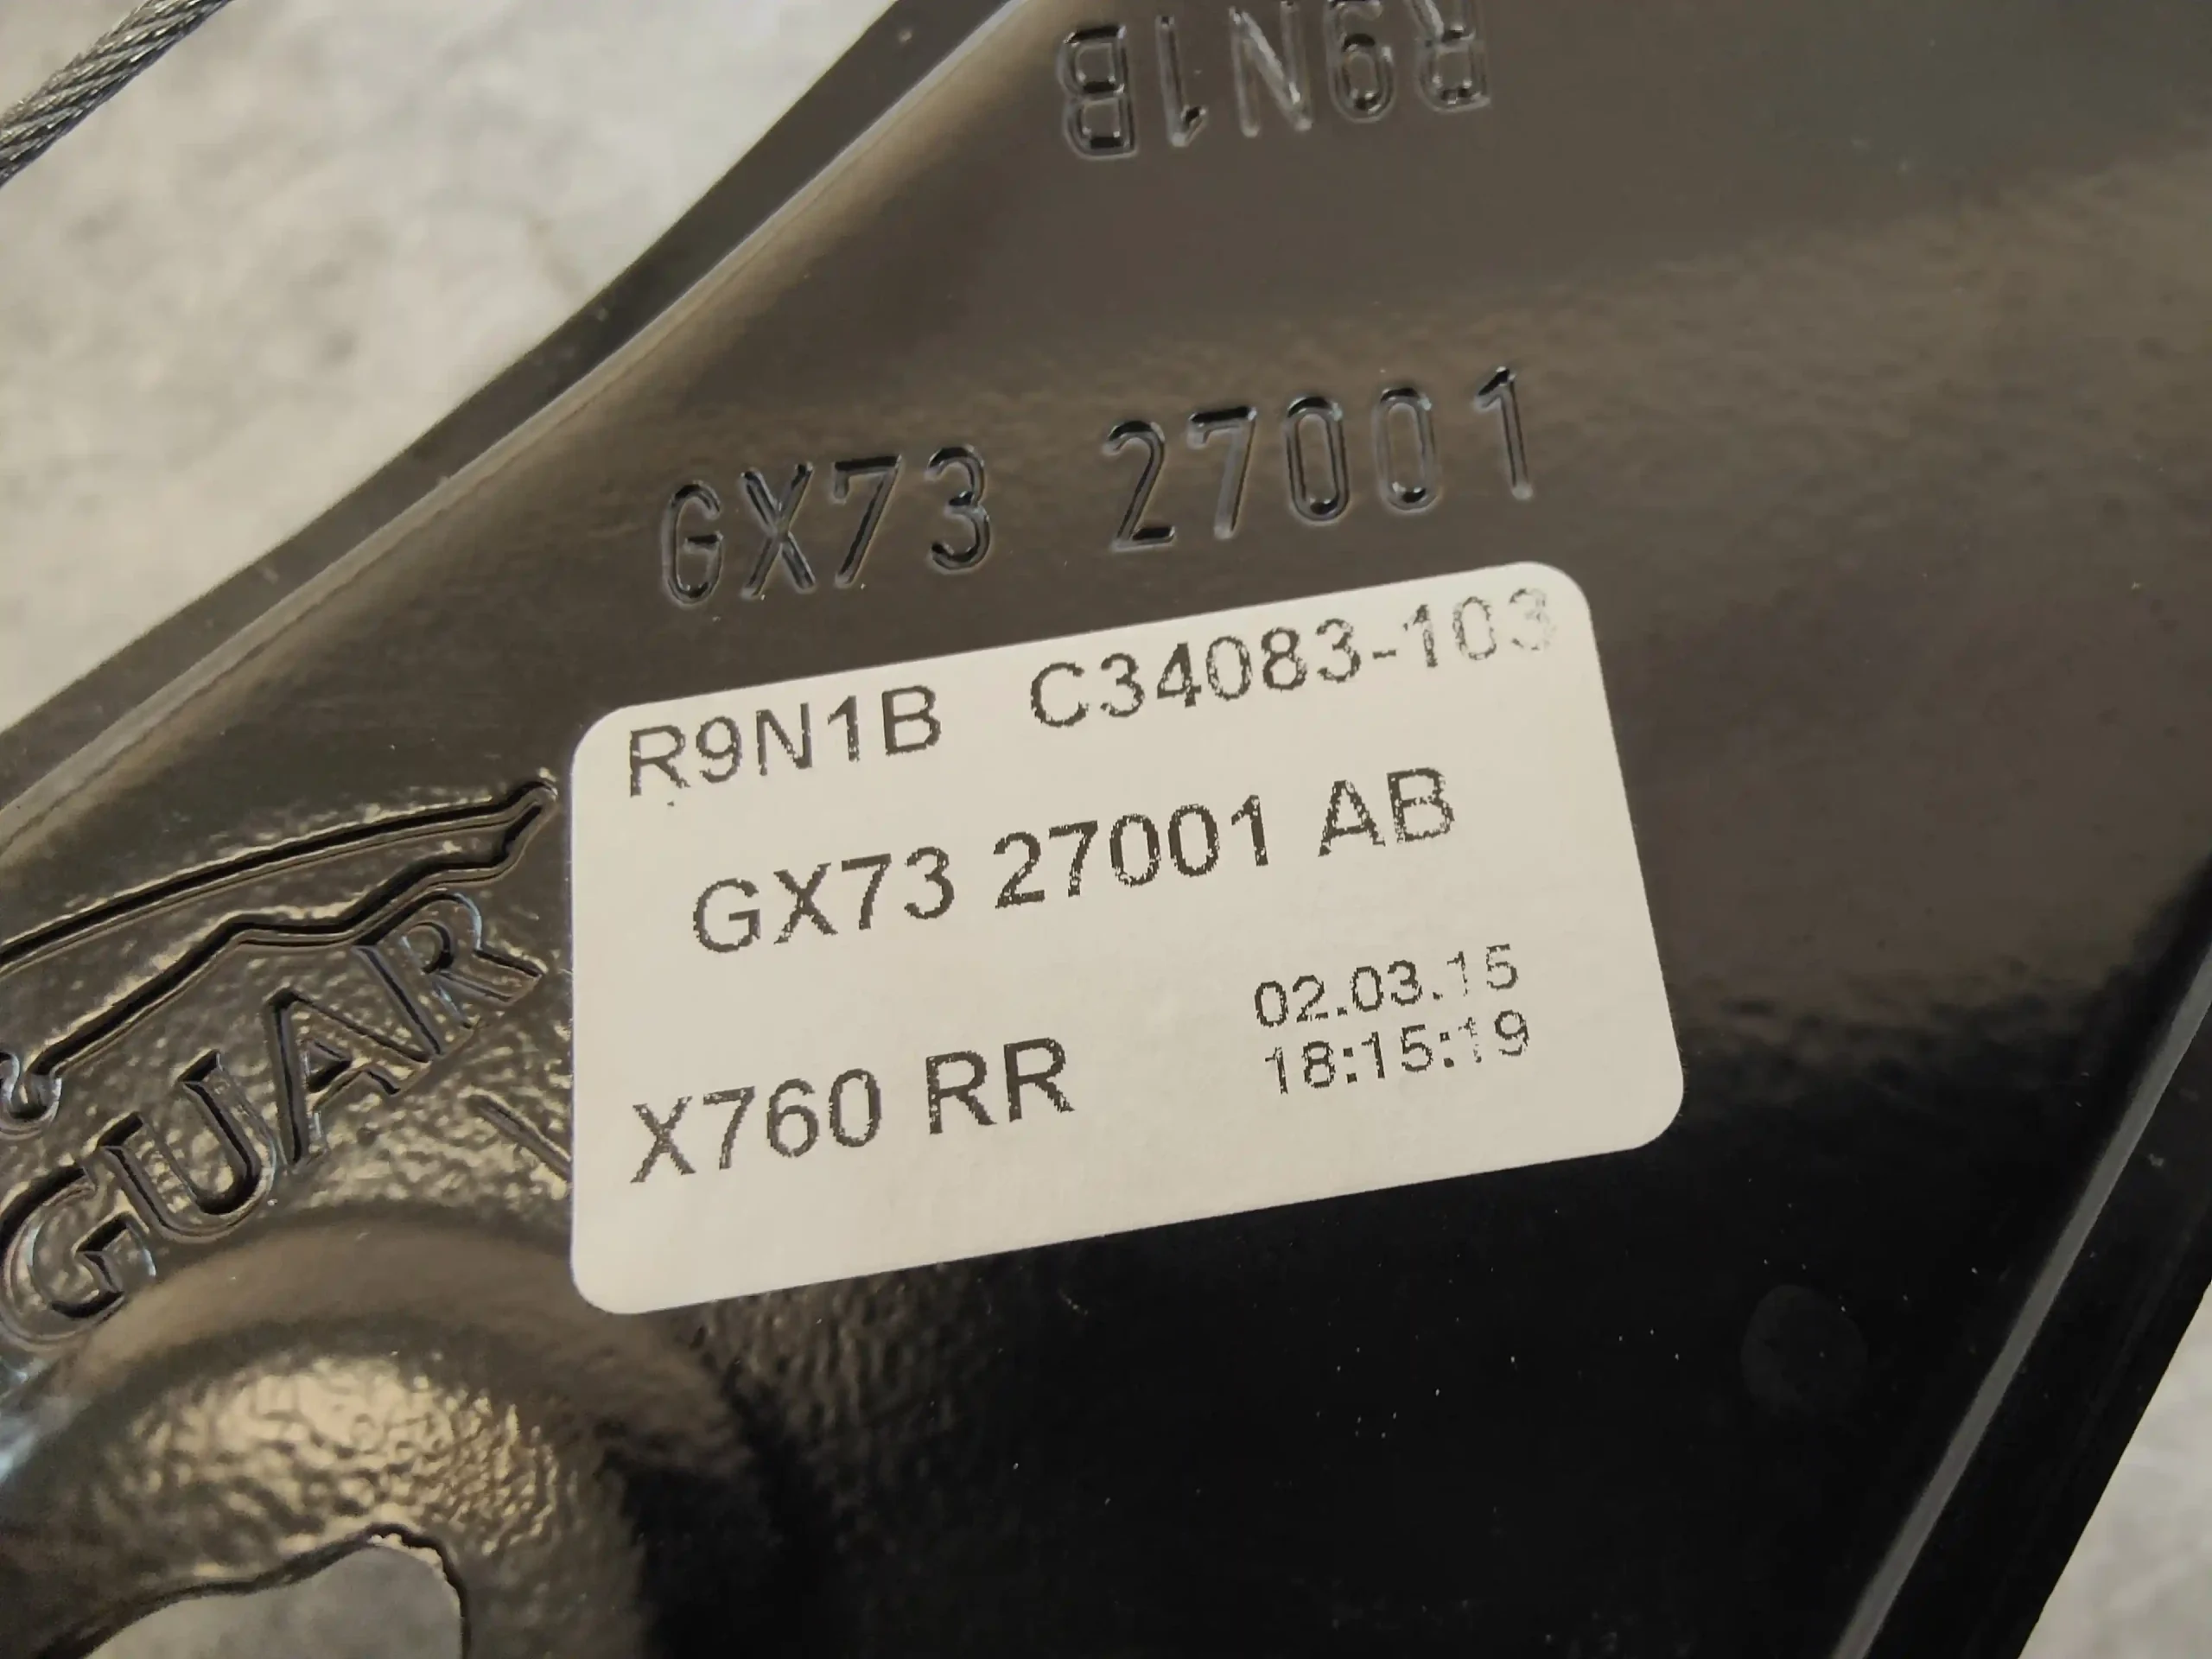 R9N1B
GX73 27001
R9N1B C34083-103
GX73 27001 AB
X760 RR
02.03.15
18:15:19
GUAR